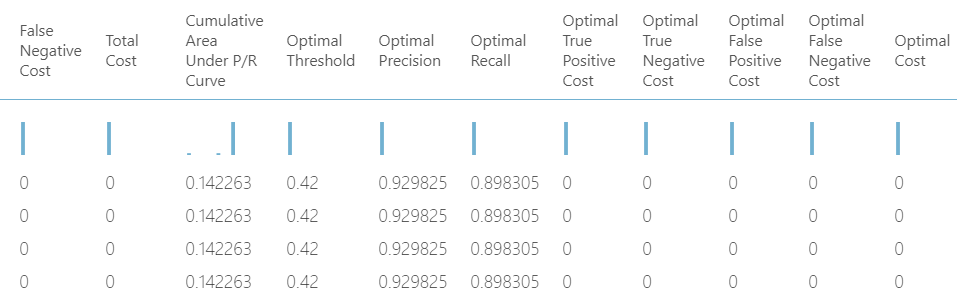 False Negative Cost
Total Cost
Cumulative Area Under P/R Curve
Optimal Threshold
Optimal Precision
Optimal Recall
Optimal True Positive Cost
Optimal True Negative Cost
Optimal False Positive Cost
Optimal False Negative Cost
Optimal Cost
0 0 0.142263 0.42 0.929825 0.898305 0 0 0 0 0
0 0 0.142263 0.42 0.929825 0.898305 0 0 0 0 0
0 0 0.142263 0.42 0.929825 0.898305 0 0 0 0 0
0 0 0.142263 0.42 0.929825 0.898305 0 0 0 0 0